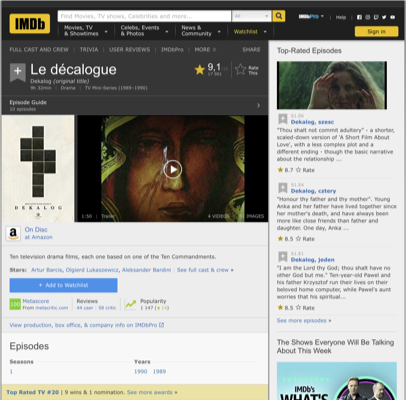 IMDb
Find Movies, TV shows, Celebrities and more...
All
IMDbPro
Help
Movies, TV
& Showtimes
Celebs, Events
& Photos
News &
Community
Watchlist
Sign in
FULL CAST AND CREW | TRIVIA | USER REVIEWS | IMDbPro | MORE
SHARE
Le décalogue
Dekalog (original title)
9h 32min | Drama | TV Mini-Series (1989–1990)
9,1
Rate
This
Episode Guide
10 episodes
DEKALOG
1:50 | Trailer
4 VIDEOS
IMAGES
On Disc
at Amazon
Ten television drama films, each one based on one of the Ten Commandments.
Stars: Artur Barcis, Olgierd Lukaszewicz, Aleksander Bardini | See full cast & crew »
+ Add to Watchlist
Metascore
From metacritic.com
Reviews
44 user | 58 critic
Popularity
1 147
View production, box office, & company info on IMDbPro
Episodes
Seasons
Years
1
1990 1989
Top Rated TV #20 | 9 wins & 1 nomination. See more awards »
Top-Rated Episodes
S1.E6
Dekalog, szesc
"Thou shalt not commit adultery" - a shorter,
scaled-down version of 'A Short Film About
Love', with a less complex plot and a
different ending - though the basic narrative
about the relationship ...
8.7 Rate
S1.E4
Dekalog, cztery
"Honour thy father and thy mother". Young
Anka and her father have lived together since
her mother's death, and have always been
more like close friends than father and
daughter. One day, Anka ...
8.5 Rate
S1.E1
Dekalog, jeden
"I am the Lord thy God; thou shalt have no
other God but me." Ten-year-old Pawel and
his father Krzysztof run their lives on their
beloved home computer, while Pawel's aunt
worries that his spiritual...
8.5 Rate
See more episodes »
The Shows Everyone Will Be Talking
About This Week
IMDb's
WHAT'S